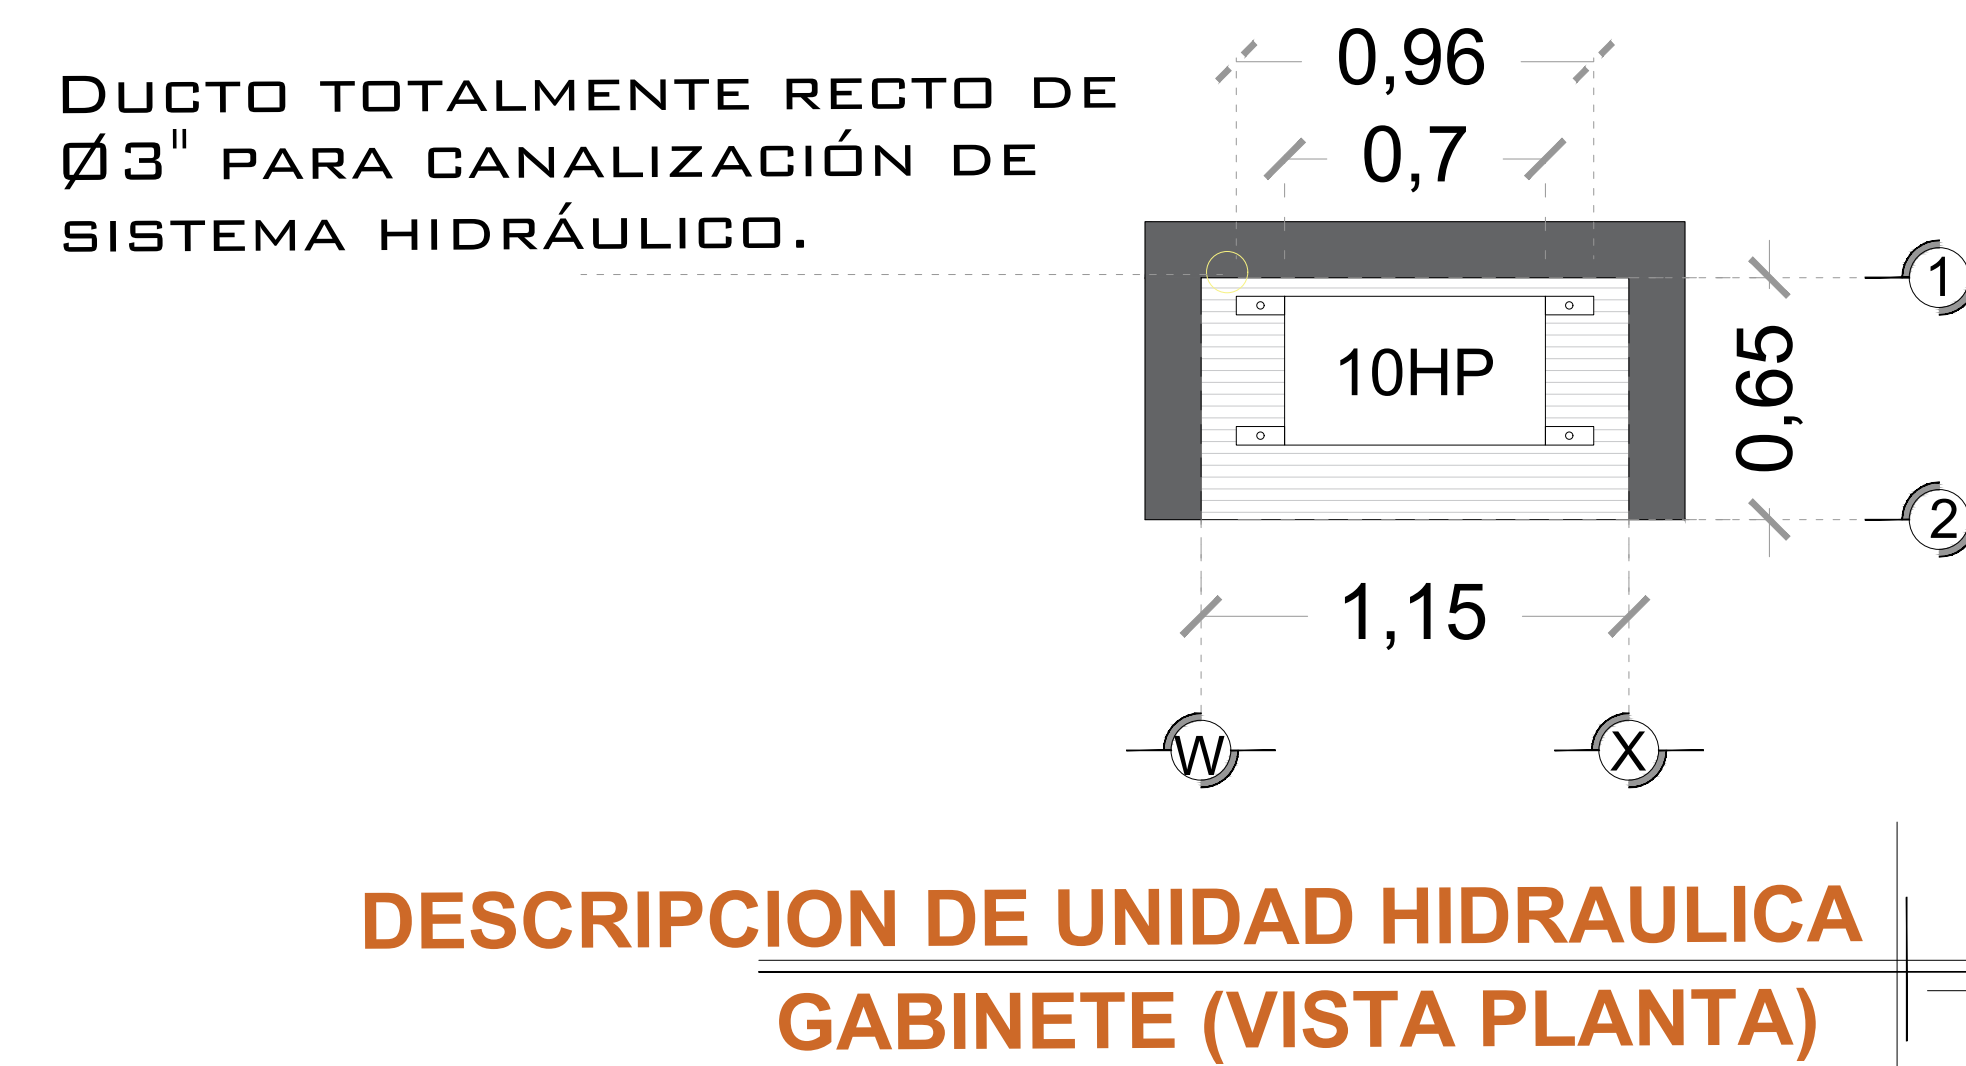 Ducto totalmente recto de
Ø3" para canalización de
sistema hidráulico.
0,96
0,7
10HP
1
0,65
2
1,15
W
X
DESCRIPCION DE UNIDAD HIDRAULICA
GABINETE (VISTA PLANTA)